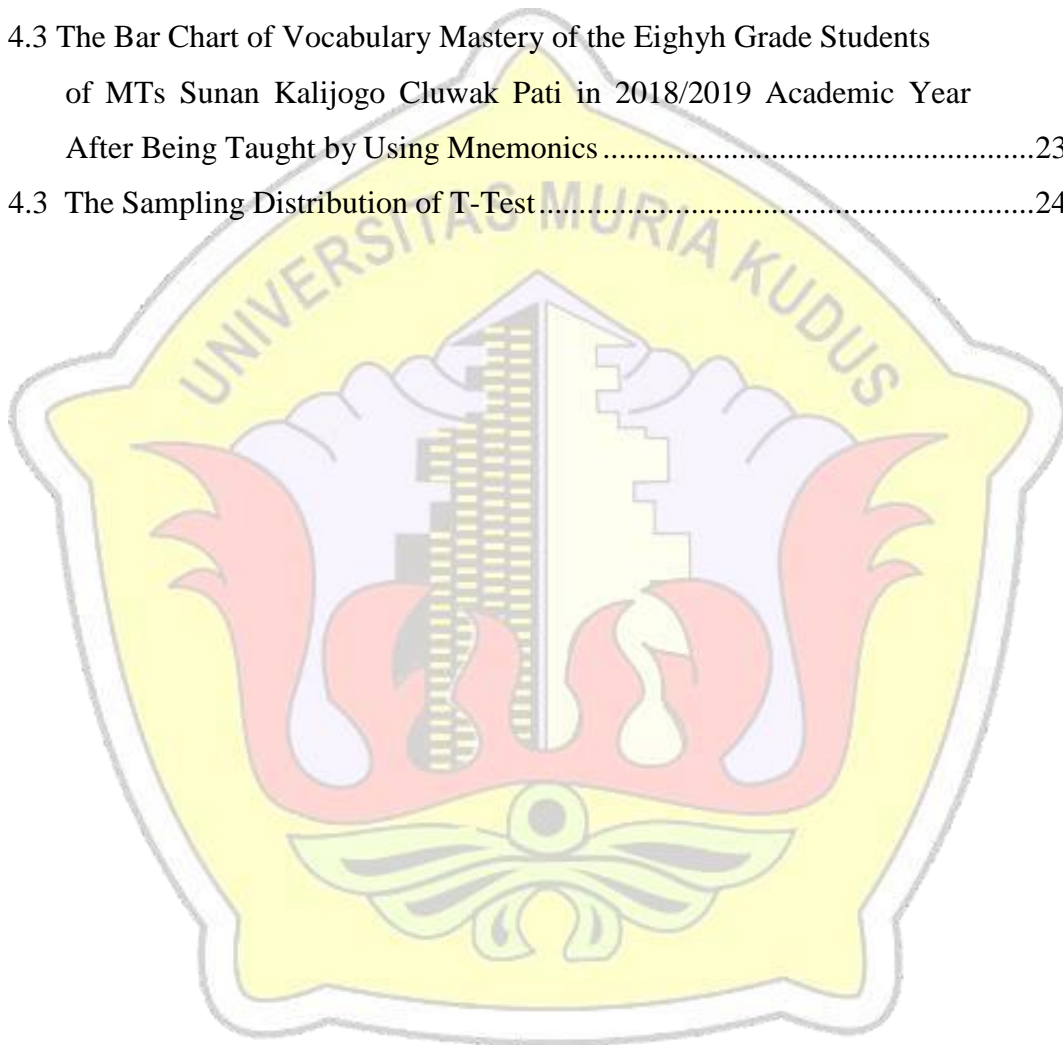 4.3 The Bar Chart of Vocabulary Mastery of the Eighyh Grade Students
of MTs Sunan Kalijogo Cluwak Pati in 2018/2019 Academic Year
After Being Taught by Using Mnemonics ............................................ 23
4.3 The Sampling Distribution of T-Test .................................................. 24
UNIVERSITAS MURIA KUDUS